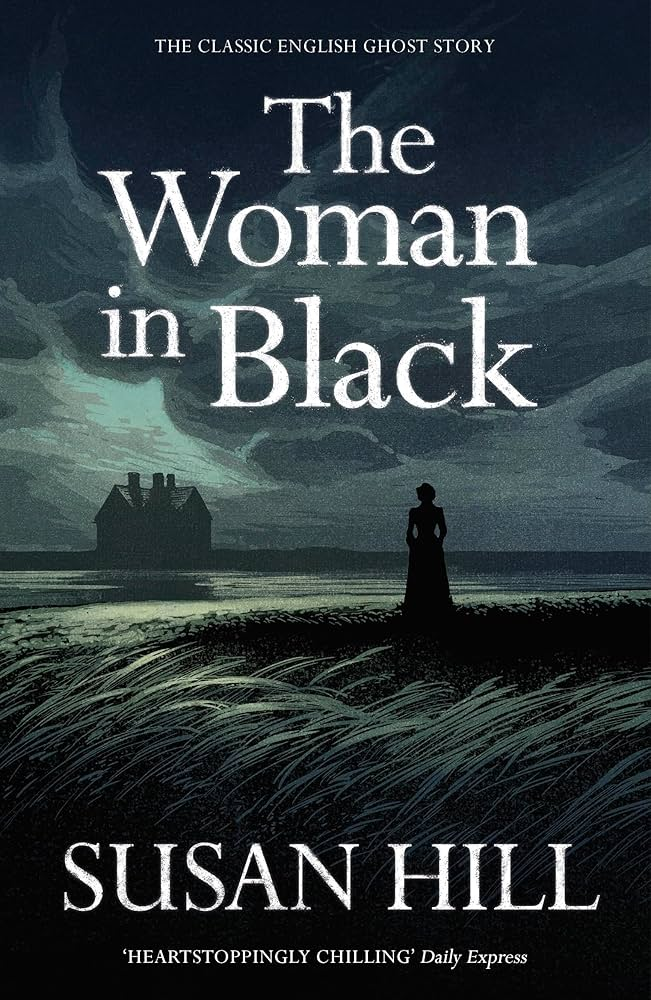 THE CLASSIC ENGLISH GHOST STORY
The
Woman
in Black
SUSAN HILL
‘HEARTSTOPPINGLY CHILLING’ Daily Express